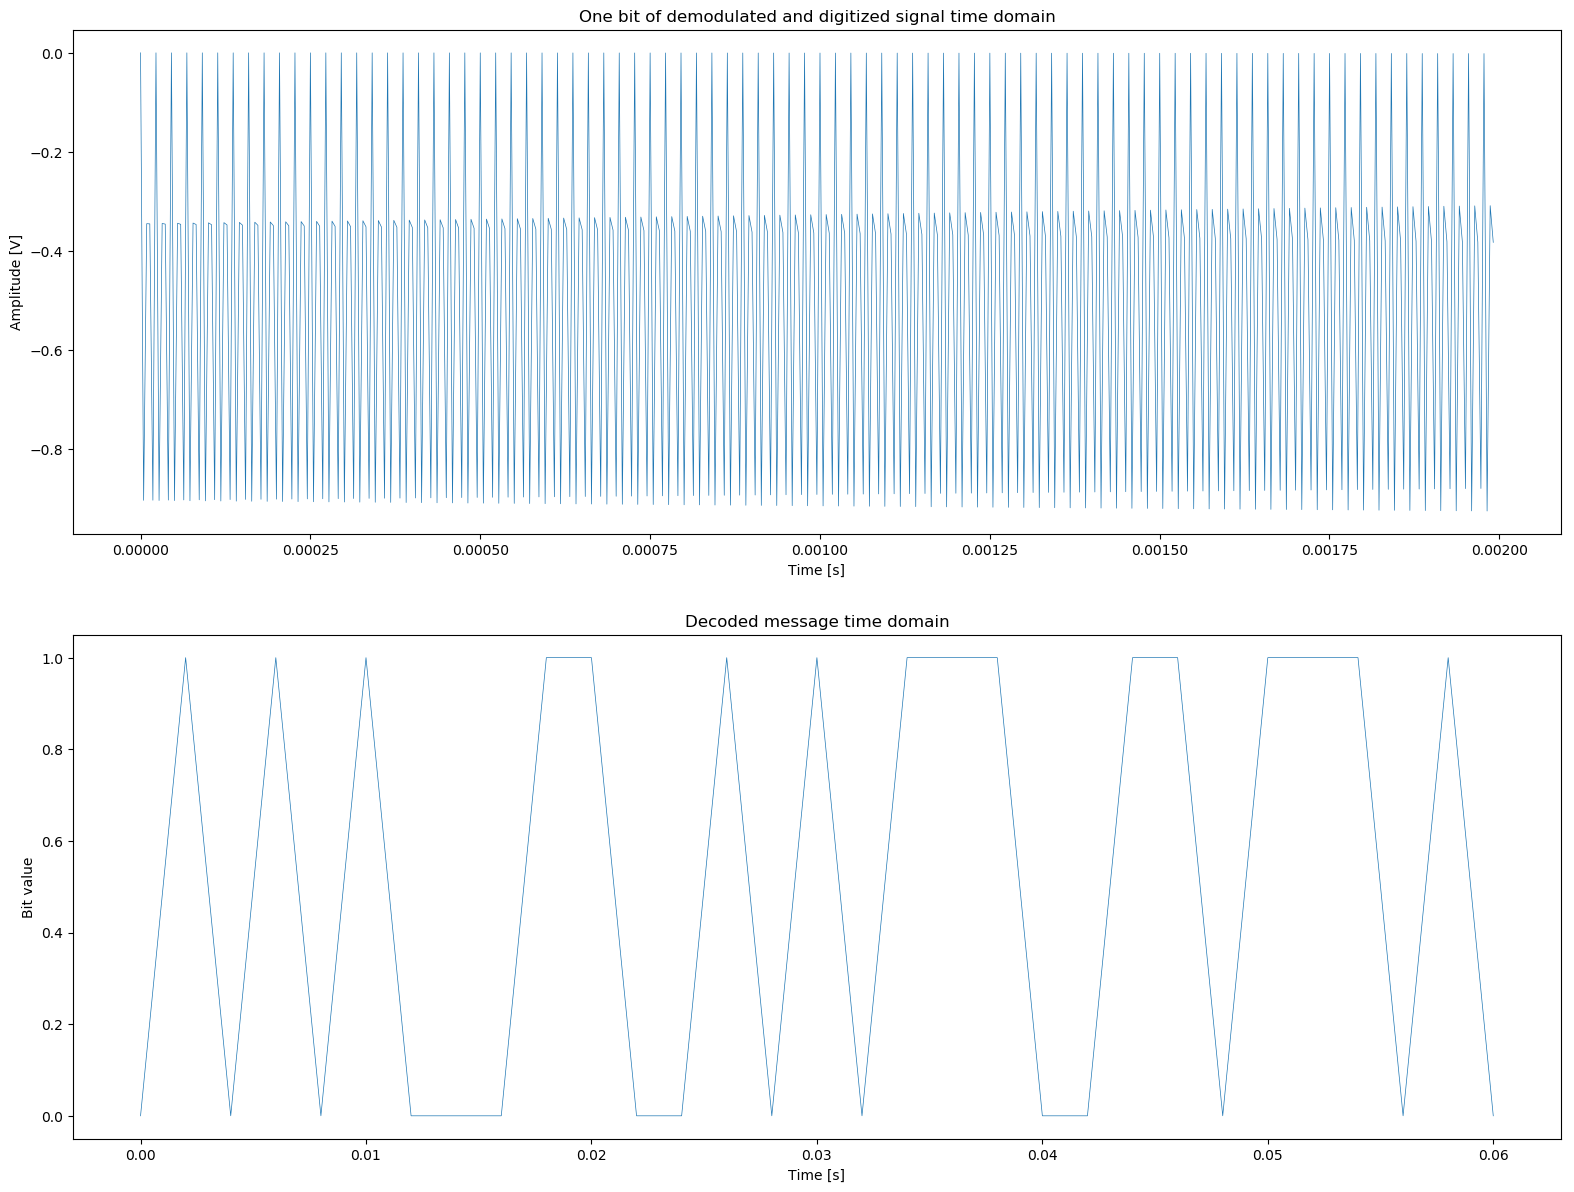 One bit of demodulated and digitized signal time domain
0.0
−0.2
−0.4
−0.6
−0.8
Amplitude [V]
0.00000 0.00025 0.00050 0.00075 0.00100 0.00125 0.00150 0.00175 0.00200
Time [s]
Decoded message time domain
1.0
0.8
0.6
0.4
0.2
0.0
Bit value
0.00 0.01 0.02 0.03 0.04 0.05 0.06
Time [s]